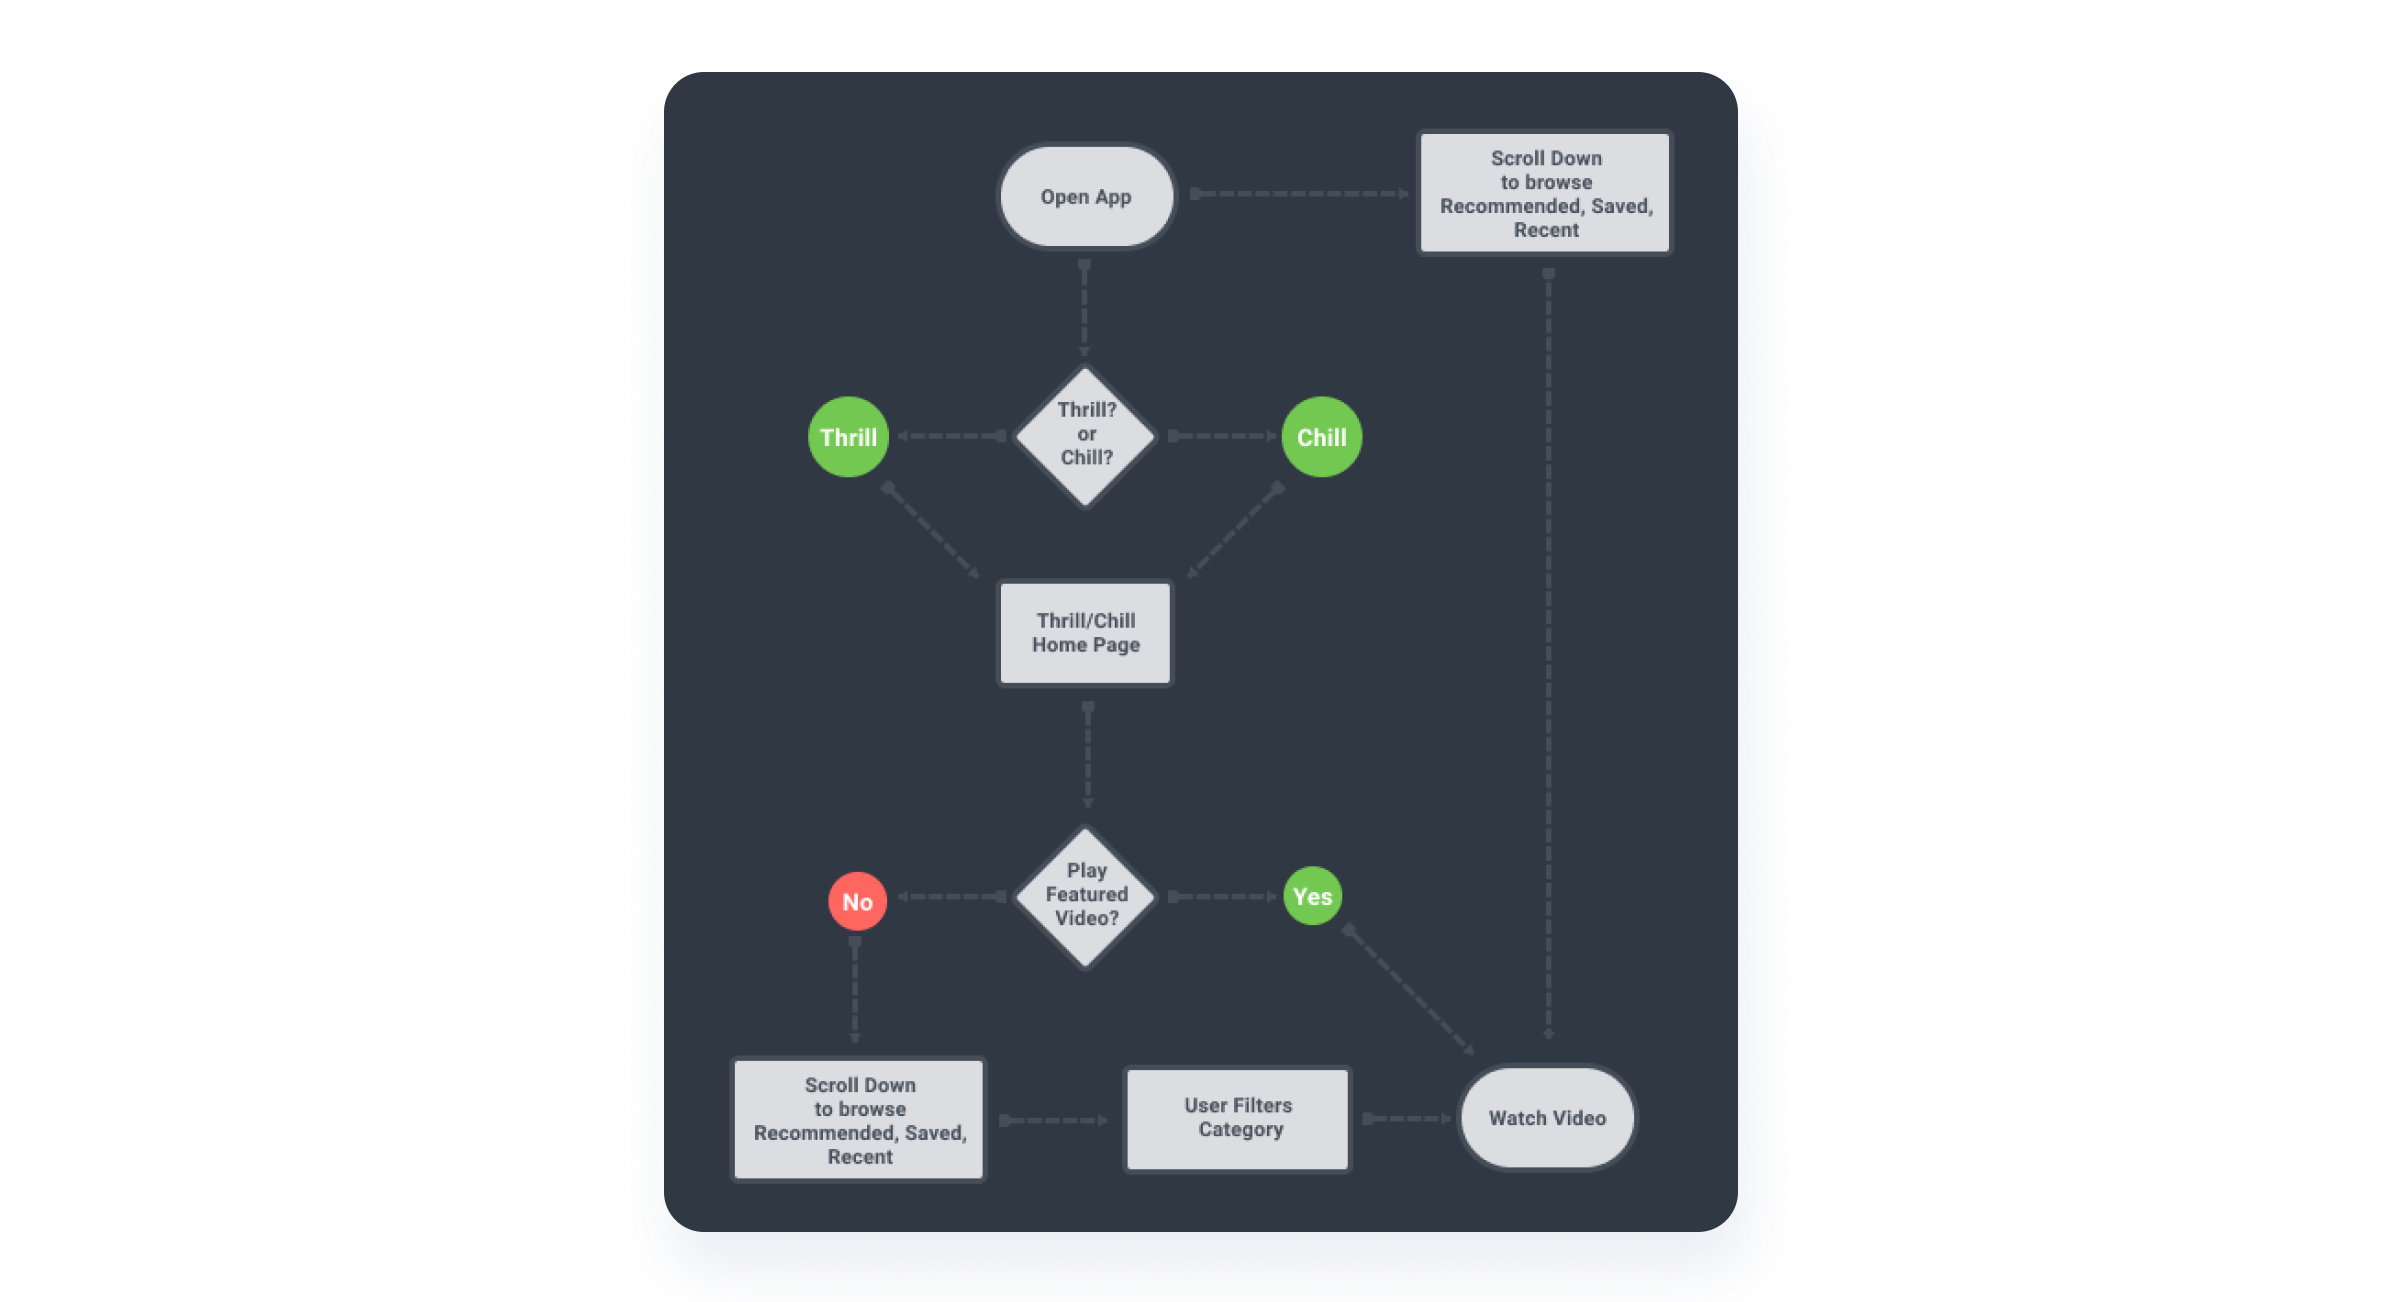 Open App
Scroll Down
to browse
Recommended, Saved,
Recent
Thrill
Thrill?
or
Chill?
Chill
Thrill/Chill
Home Page
No
Play
Featured
Video?
Yes
Scroll Down
to browse
Recommended, Saved,
Recent
User Filters
Category
Watch Video